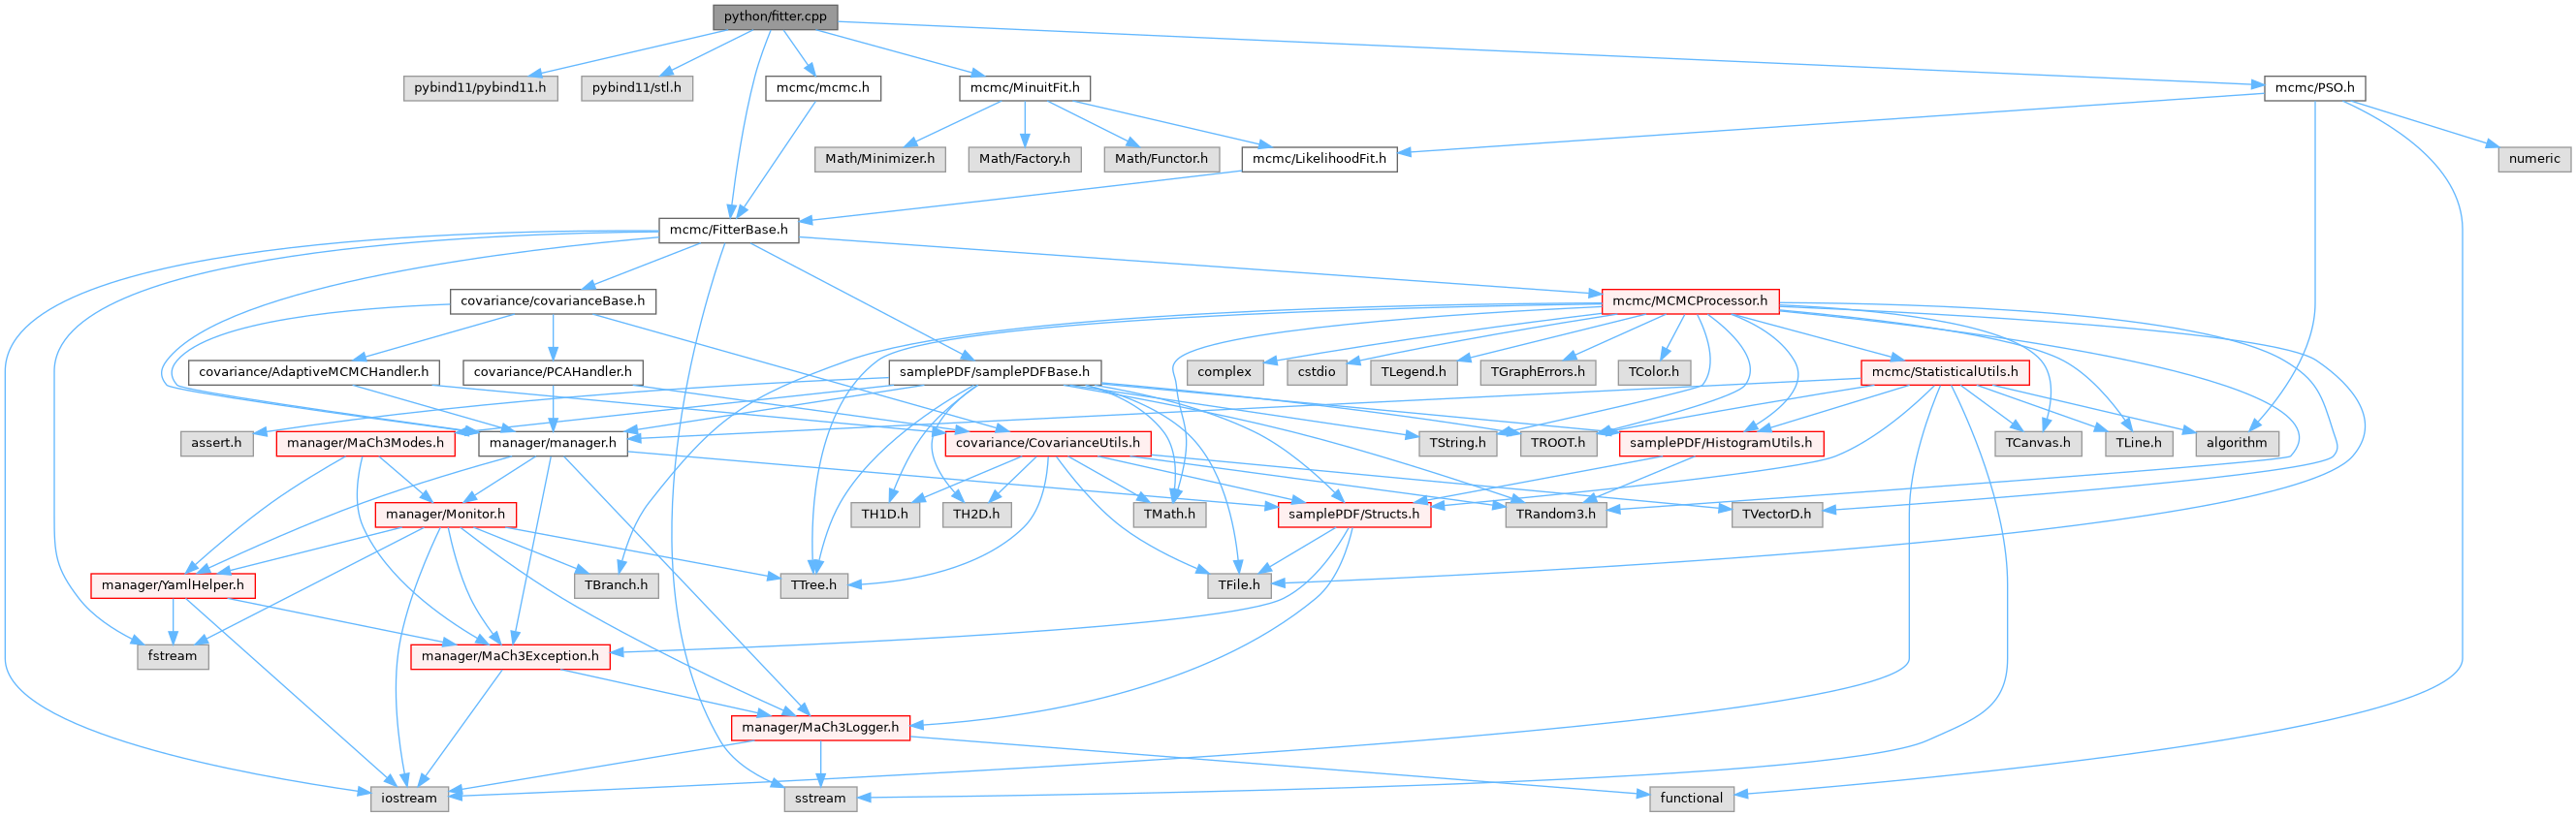 python/fitter.cpp
pybind11/pybind11.h
pybind11/stl.h
mcmc/mcmc.h
mcmc/MinuitFit.h
mcmc/PSO.h
Math/Minimizer.h
Math/Factory.h
Math/Functor.h
mcmc/LikelihoodFit.h
numeric
mcmc/FitterBase.h
covariance/covarianceBase.h
mcmc/MCMCProcessor.h
covariance/AdaptiveMCMCHandler.h
covariance/PCAHandler.h
samplePDF/samplePDFBase.h
complex
cstdio
TLegend.h
TGraphErrors.h
TColor.h
mcmc/StatisticalUtils.h
assert.h
manager/MaCh3Modes.h
manager/manager.h
covariance/CovarianceUtils.h
TString.h
TROOT.h
samplePDF/HistogramUtils.h
TCanvas.h
TLine.h
algorithm
manager/Monitor.h
TH1D.h
TH2D.h
TMath.h
samplePDF/Structs.h
TRandom3.h
TVectorD.h
manager/YamlHelper.h
TBranch.h
TTree.h
TFile.h
fstream
manager/MaCh3Exception.h
manager/MaCh3Logger.h
iostream
sstream
functional